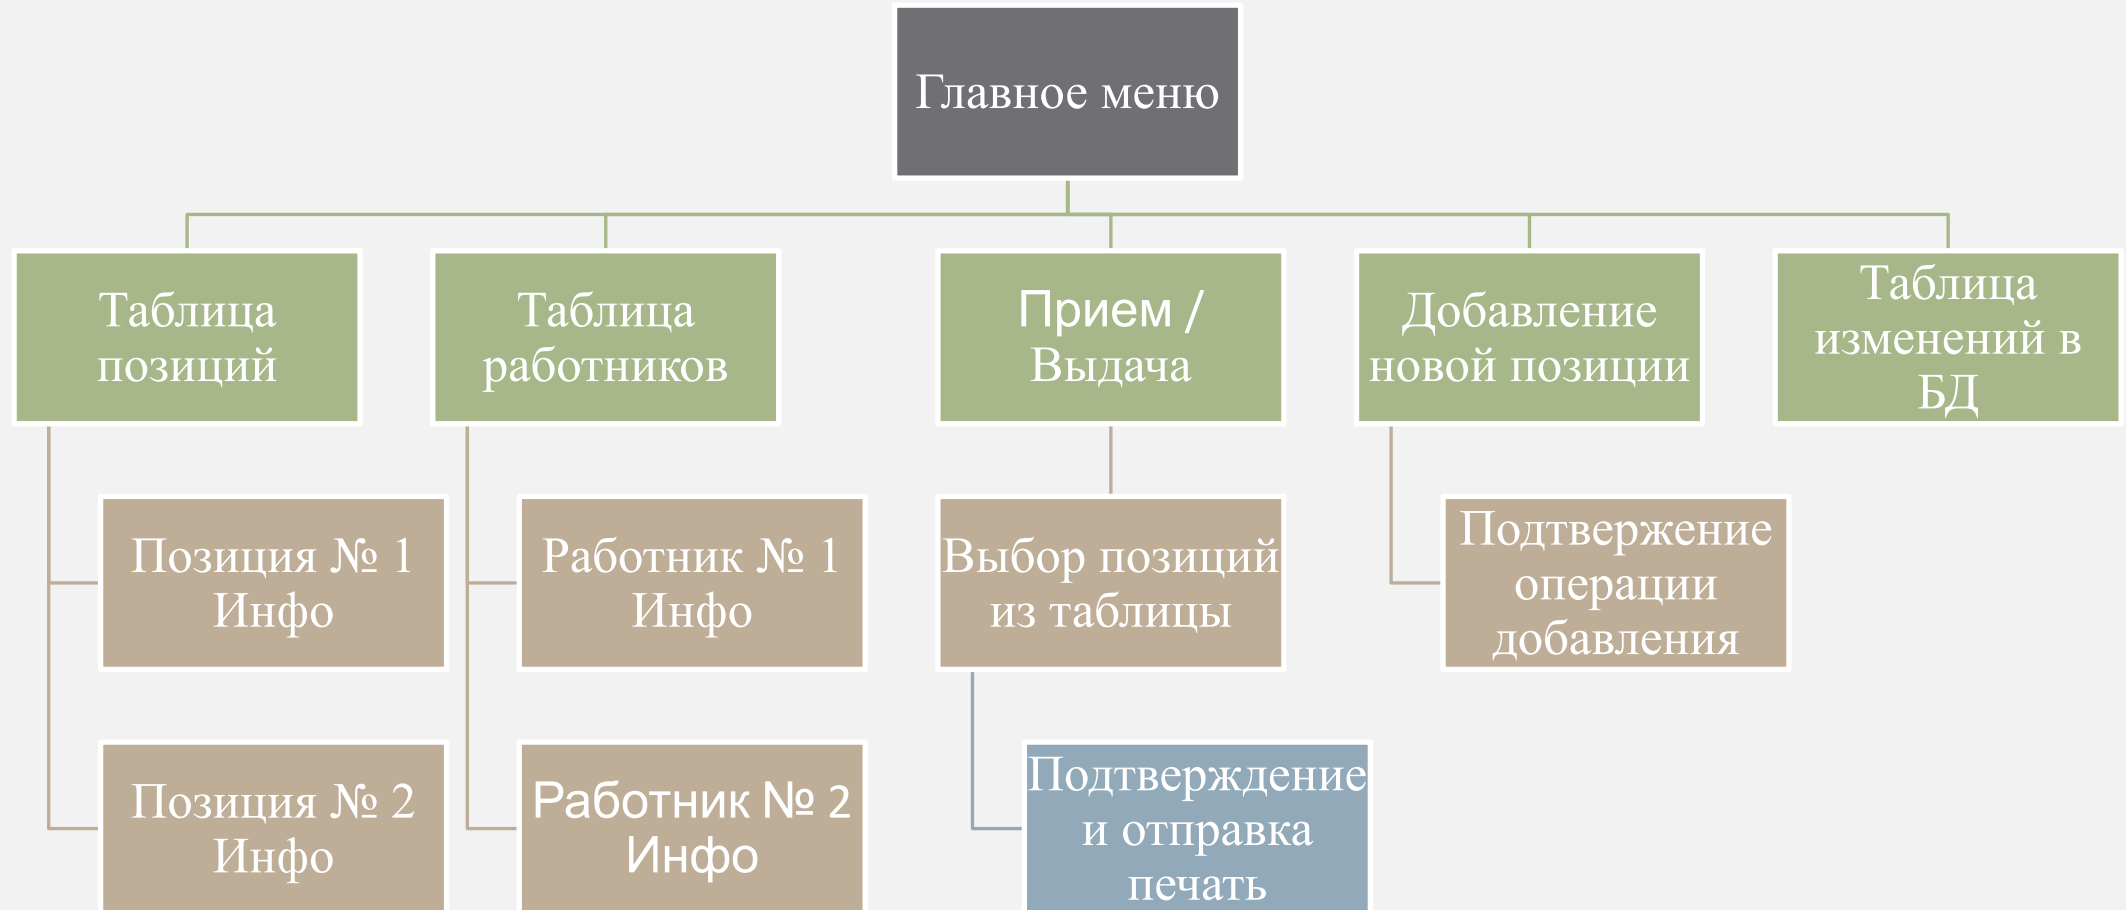 Главное меню
Таблица
позиций
Таблица
работников
Прием /
Выдача
Добавление
новой позиции
Таблица
изменений в
БД
Позиция № 1
Инфо
Работник № 1
Инфо
Выбор позиций
из таблицы
Подтвержение
операции
добавления
Позиция № 2
Инфо
Работник № 2
Инфо
Подтверждение
и отправка
печать